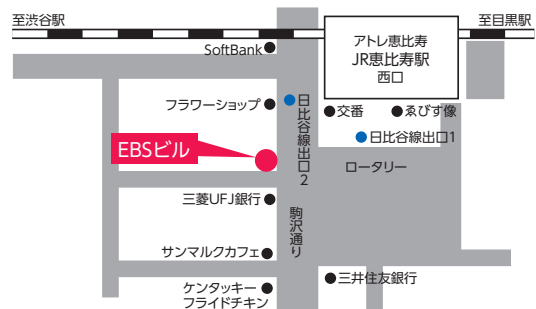 至渋谷駅
至目黒駅
SoftBank
アトレ恵比寿
JR恵比寿駅
西口
フラワーショップ
日比谷線出口2
交番
ゑびす像
日比谷線出口1
EBSビル
ロータリー
三菱UFJ銀行
駒沢通り
サンマルクカフェ
三井住友銀行
ケンタッキー
フライドチキン